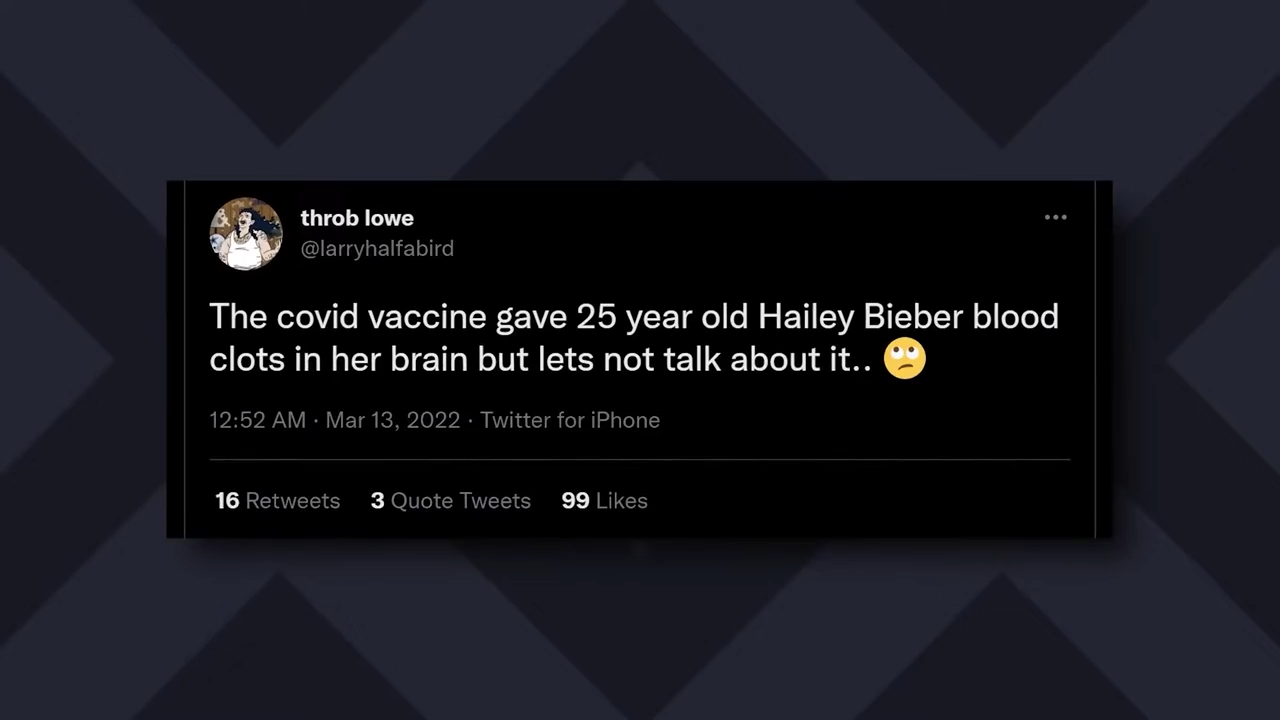 throb lowe
@larryhalfabird
The covid vaccine gave 25 year old Hailey Bieber blood
clots in her brain but lets not talk about it.. 🙄
12:52 AM · Mar 13, 2022 · Twitter for iPhone
16 Retweets 3 Quote Tweets 99 Likes